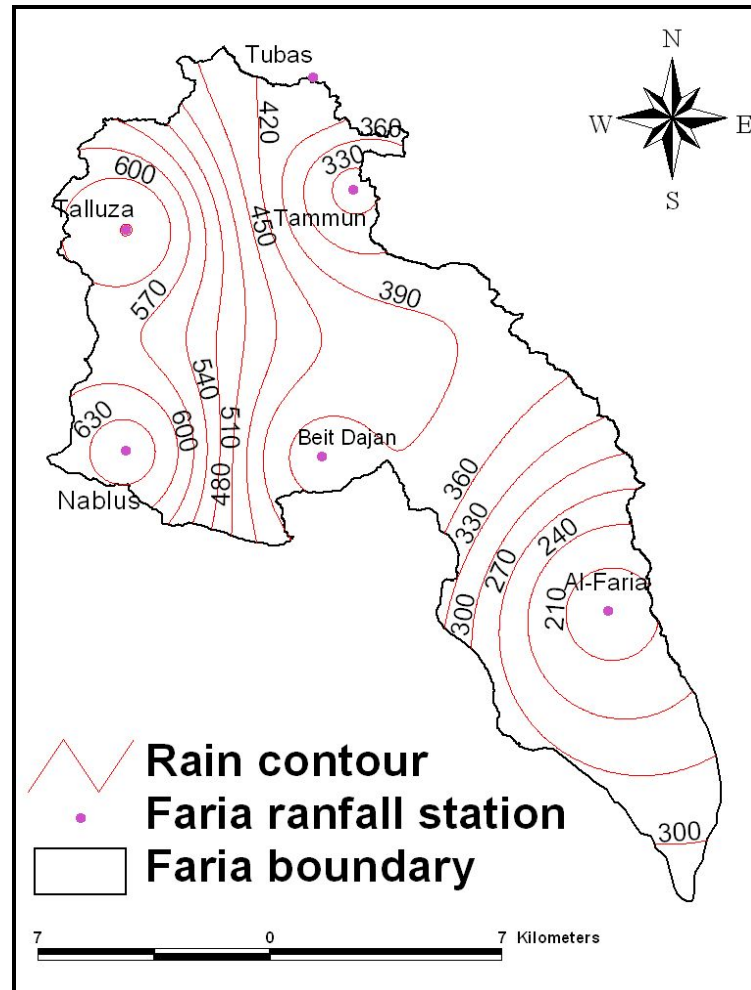 Tubas
N
W E
S
420
360
330
600
Talluza
Tammun
450
570
390
540
630
600
510
Beit Dajan
480
Nablus
360
330
240
270
Al-Faria
210
300
Rain contour
Faria ranfall station
Faria boundary
300
7 0 7 Kilometers